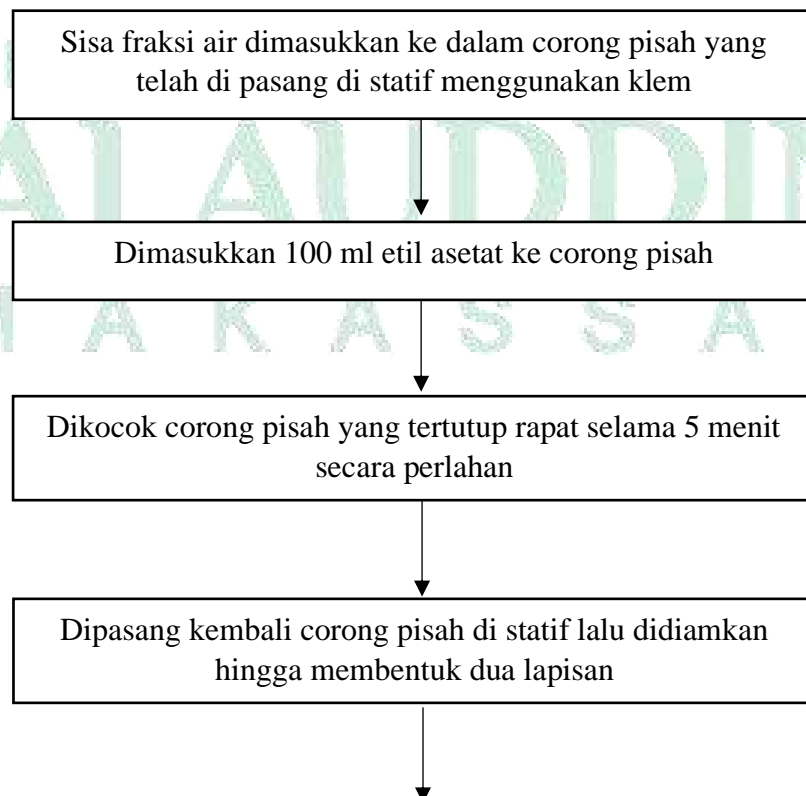 Sisa fraksi air dimasukkan ke dalam corong pisah yang
telah di pasang di statif menggunakan klem
ALAUDDIN
Dimasukkan 100 ml etil asetat ke corong pisah
M A K A S S A
Dikocok corong pisah yang tertutup rapat selama 5 menit
secara perlahan
Dipasang kembali corong pisah di statif lalu didiamkan
hingga membentuk dua lapisan